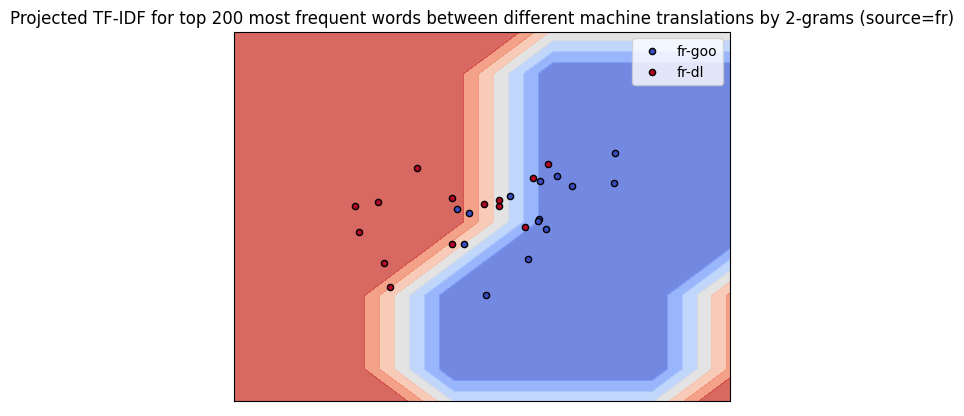 Projected TF-IDF for top 200 most frequent words between different machine translations by 2-grams (source=fr)
fr-goo
fr-dl